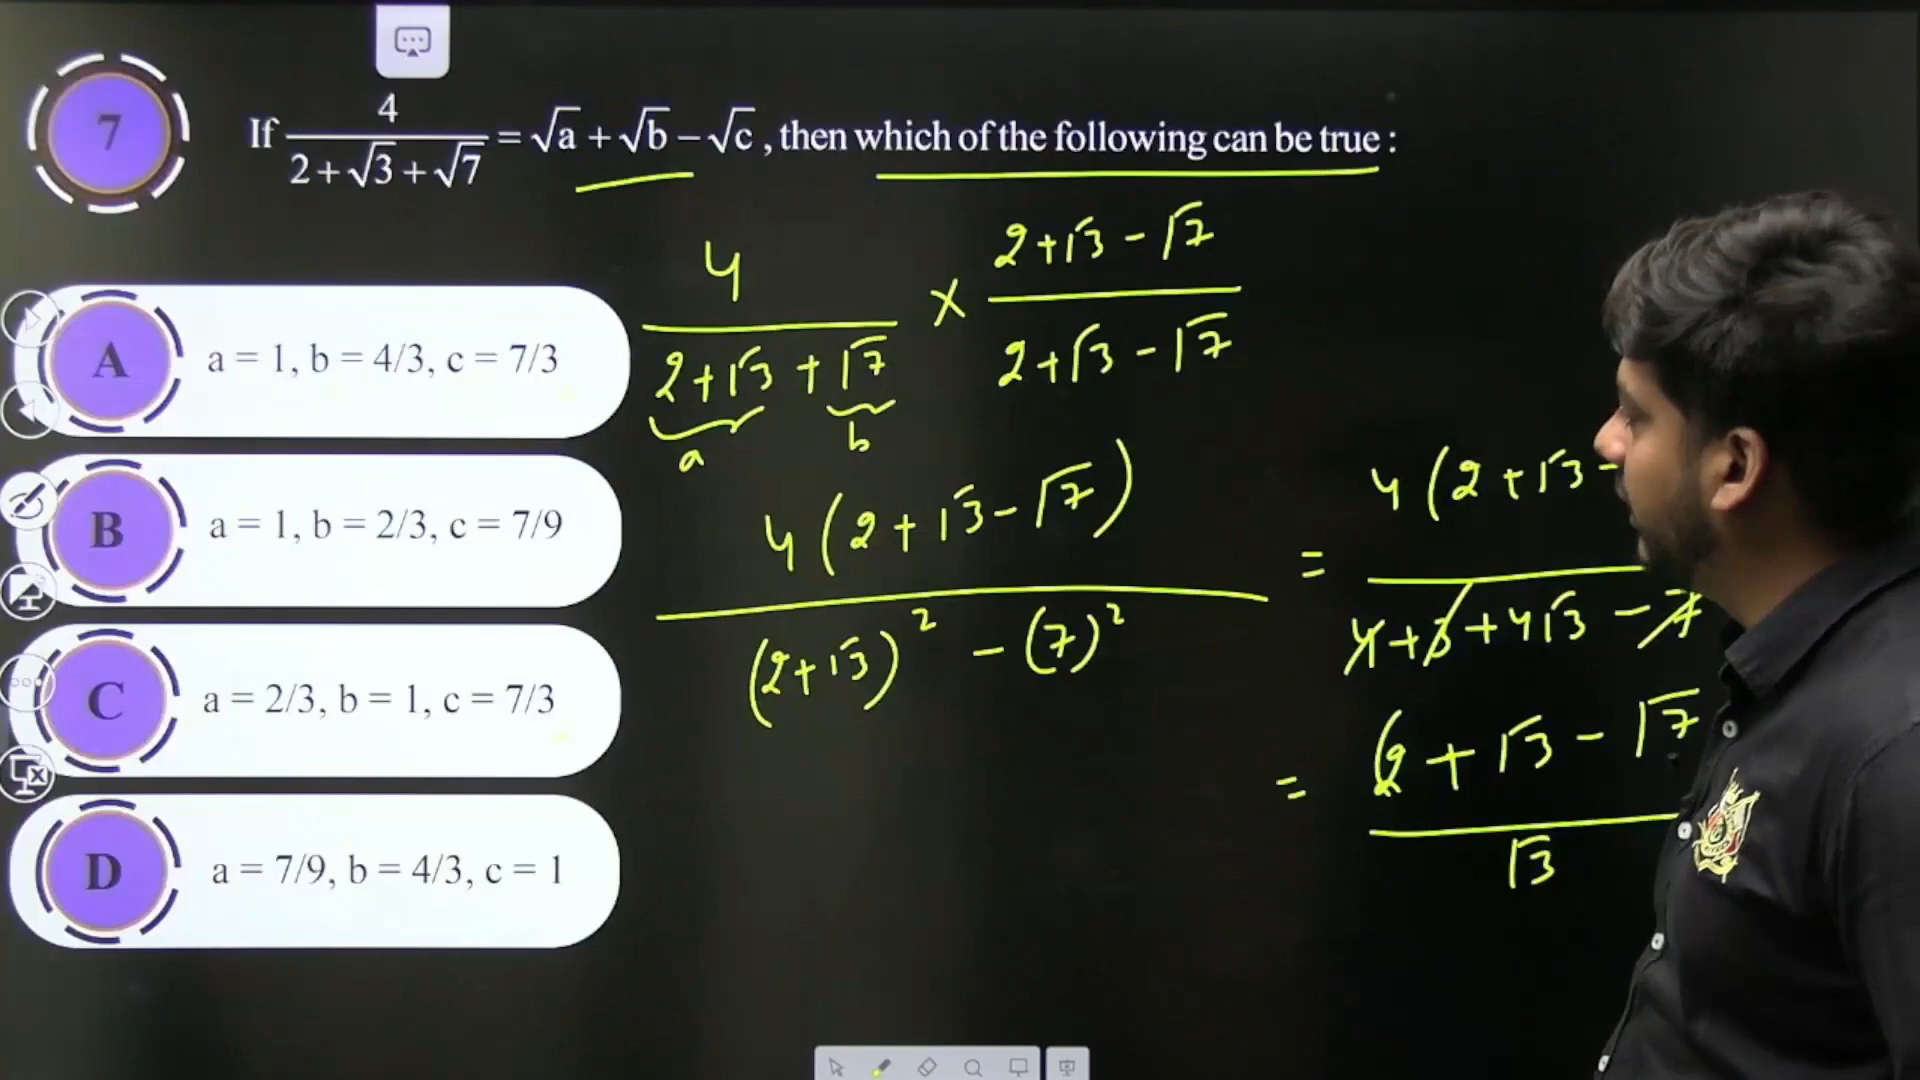 7
If 4/(2+√3+√7) = √a + √b − √c , then which of the following can be true :
A a = 1, b = 4/3, c = 7/3
B a = 1, b = 2/3, c = 7/9
C a = 2/3, b = 1, c = 7/3
D a = 7/9, b = 4/3, c = 1
4/(2+√3+√7) × (2+√3−√7)/(2+√3−√7)
a b
4(2+√3−√7)/((2+√3)² − (7)²)
= 4(2+√3−/(4+3+4√3−7
= (2+√3−√7/√3